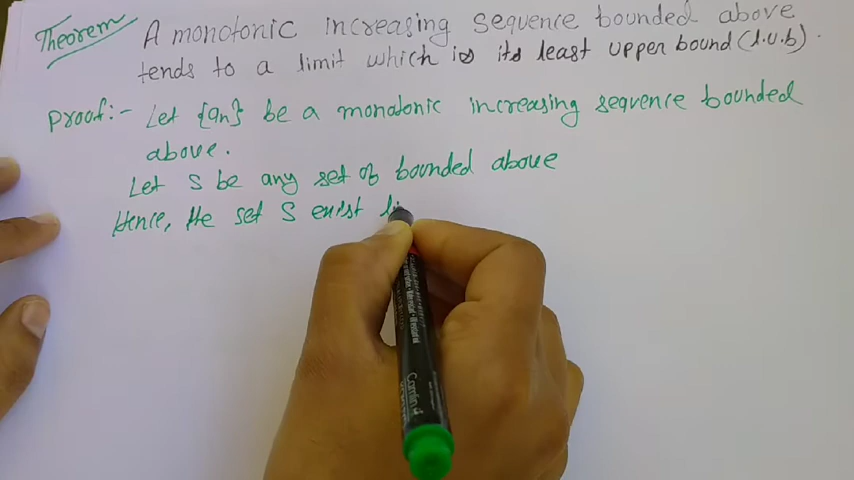 Theorem A monotonic increasing sequence bounded above
tends to a limit which is its least upper bound (l.u.b).
Proof:- Let {an} be a monotonic increasing sequence bounded
above.
Let S be any set of bounded above
Hence, the set S exist
Camlin